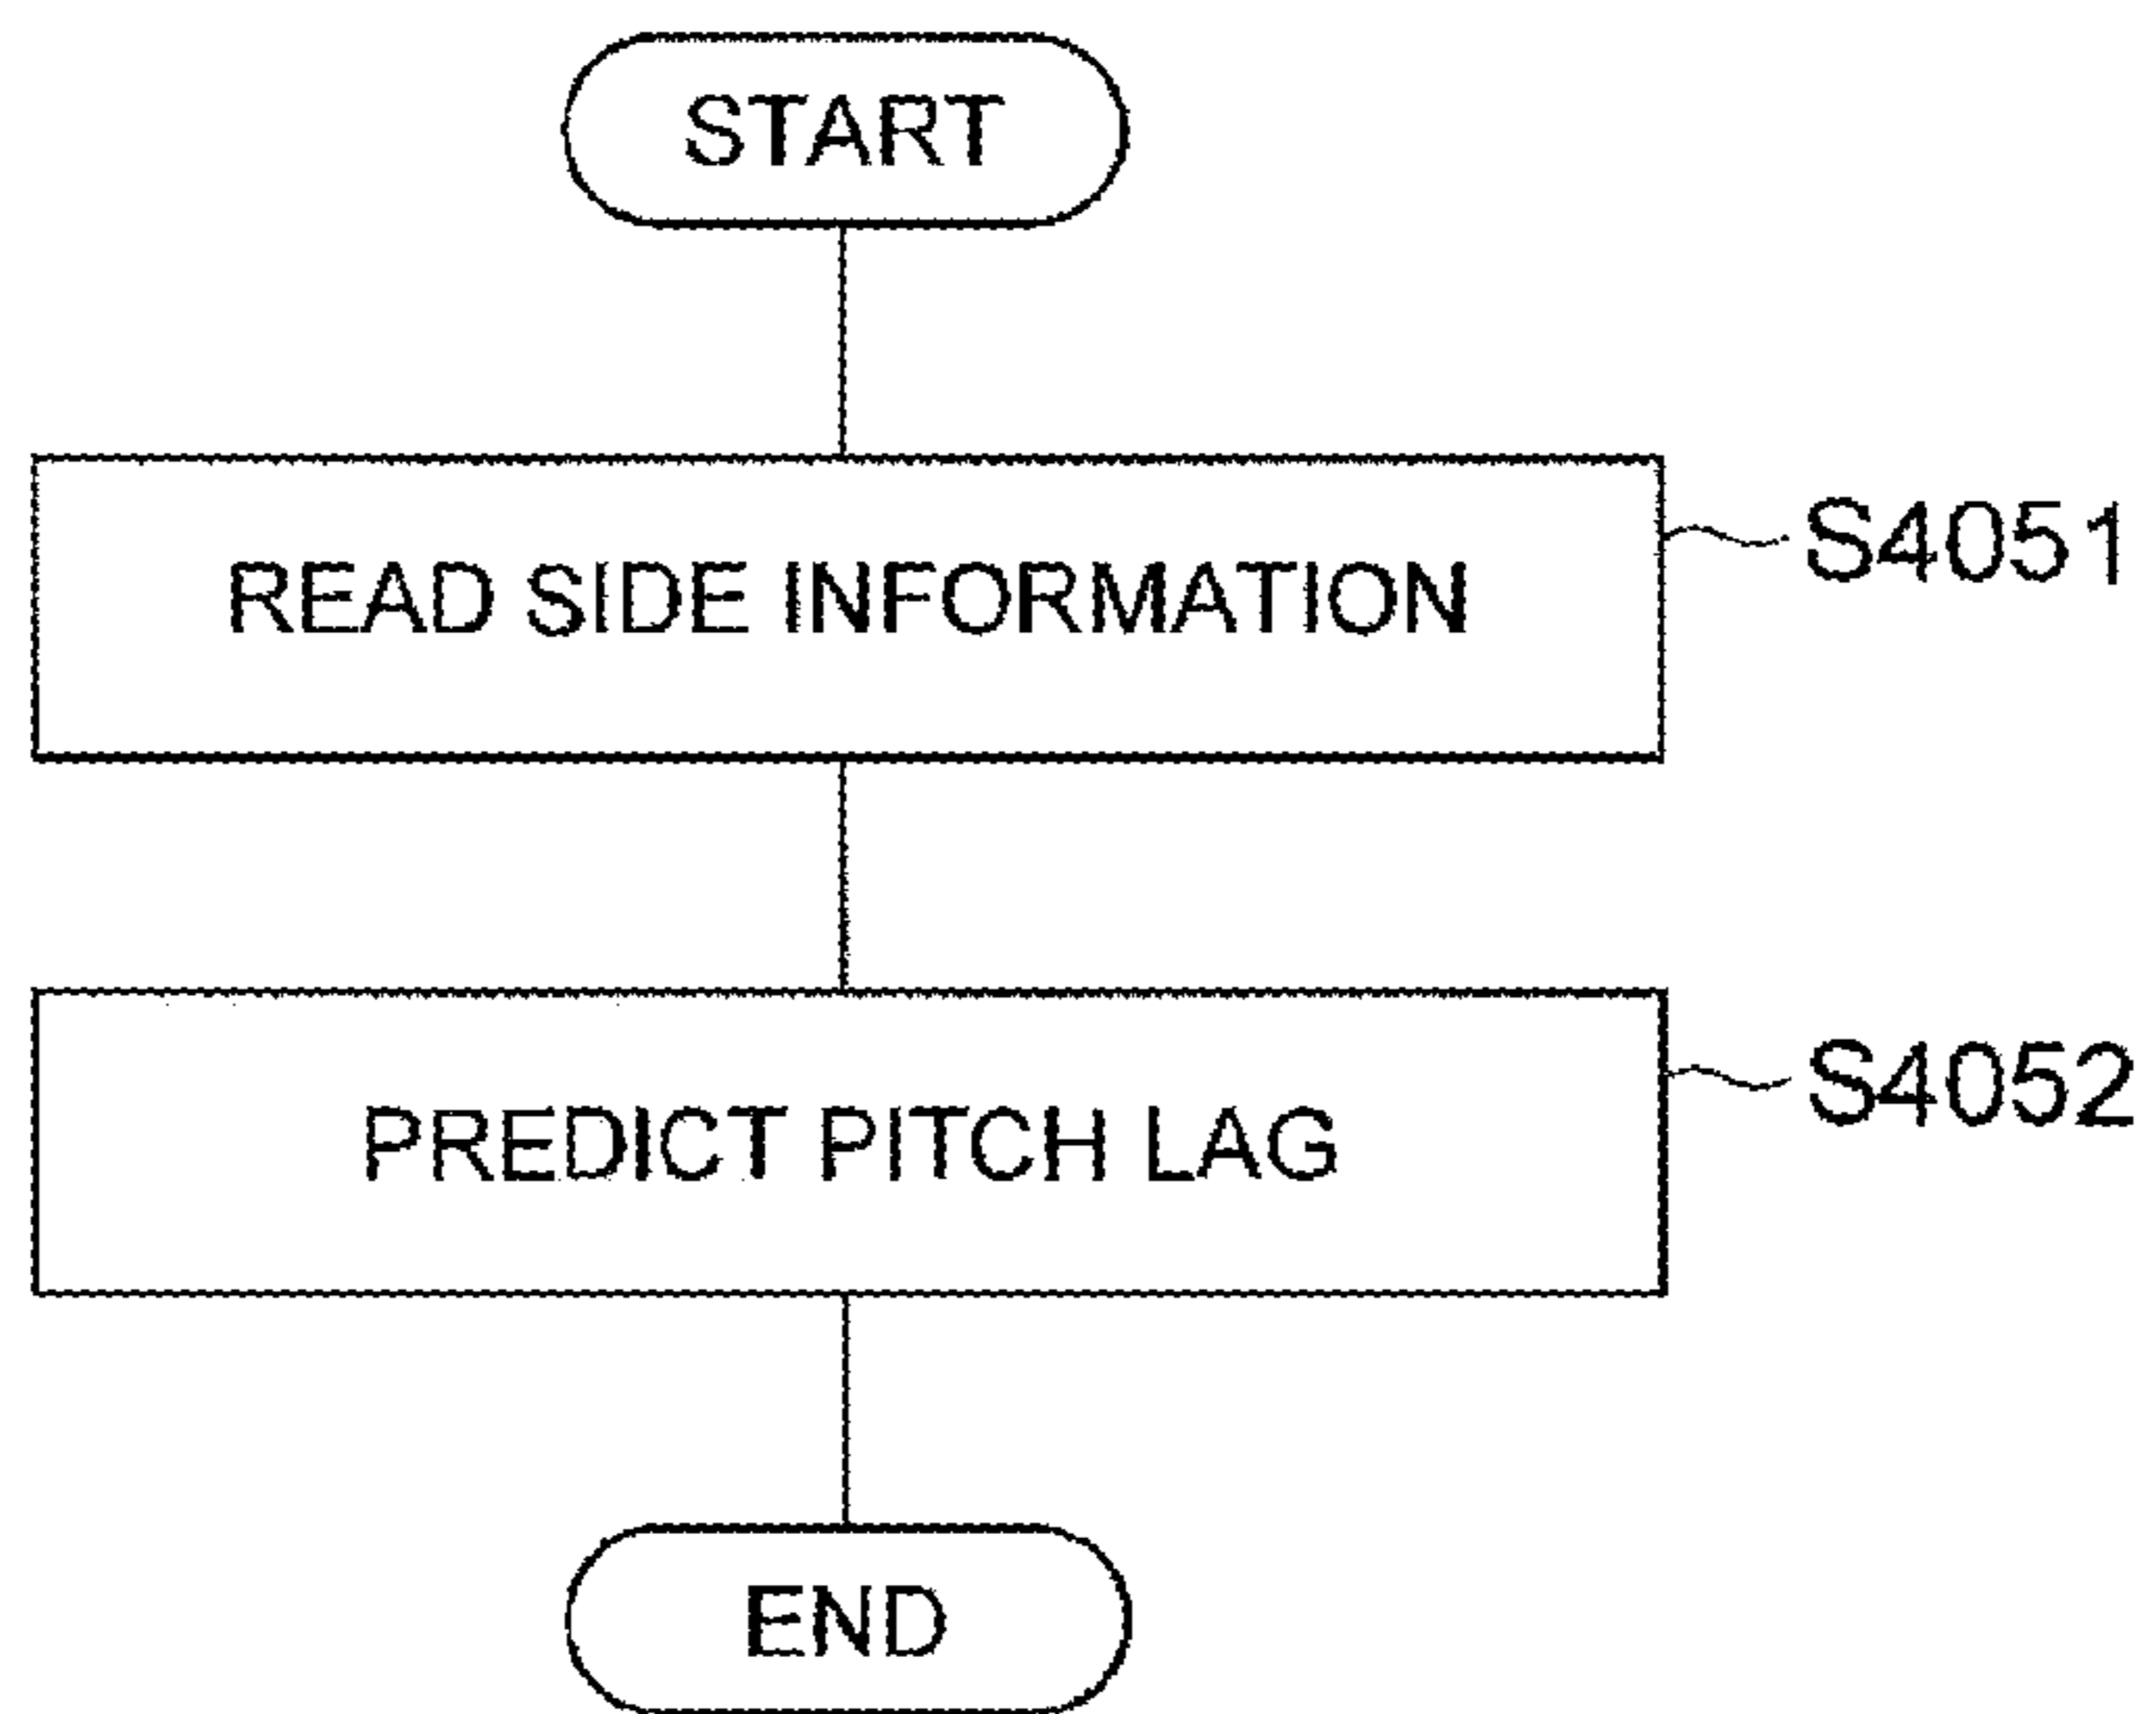 START
READ SIDE INFORMATION
S4051
PREDICT PITCH LAG
S4052
END